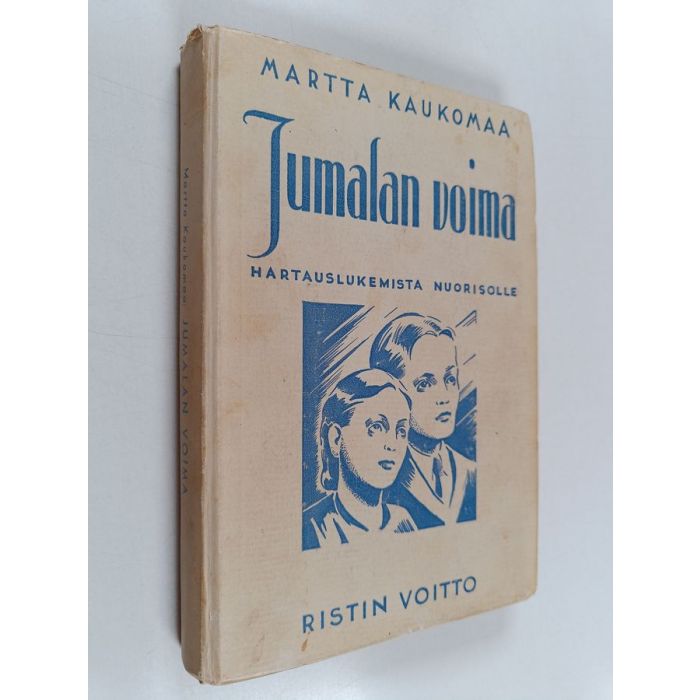 MARTTA KAUKOMAA
Jumalan voima
HARTAUSLUKEMISTA NUORISOLLE
RISTIN VOITTO
Martta Kaukomaa: JUMALAN VOIMA